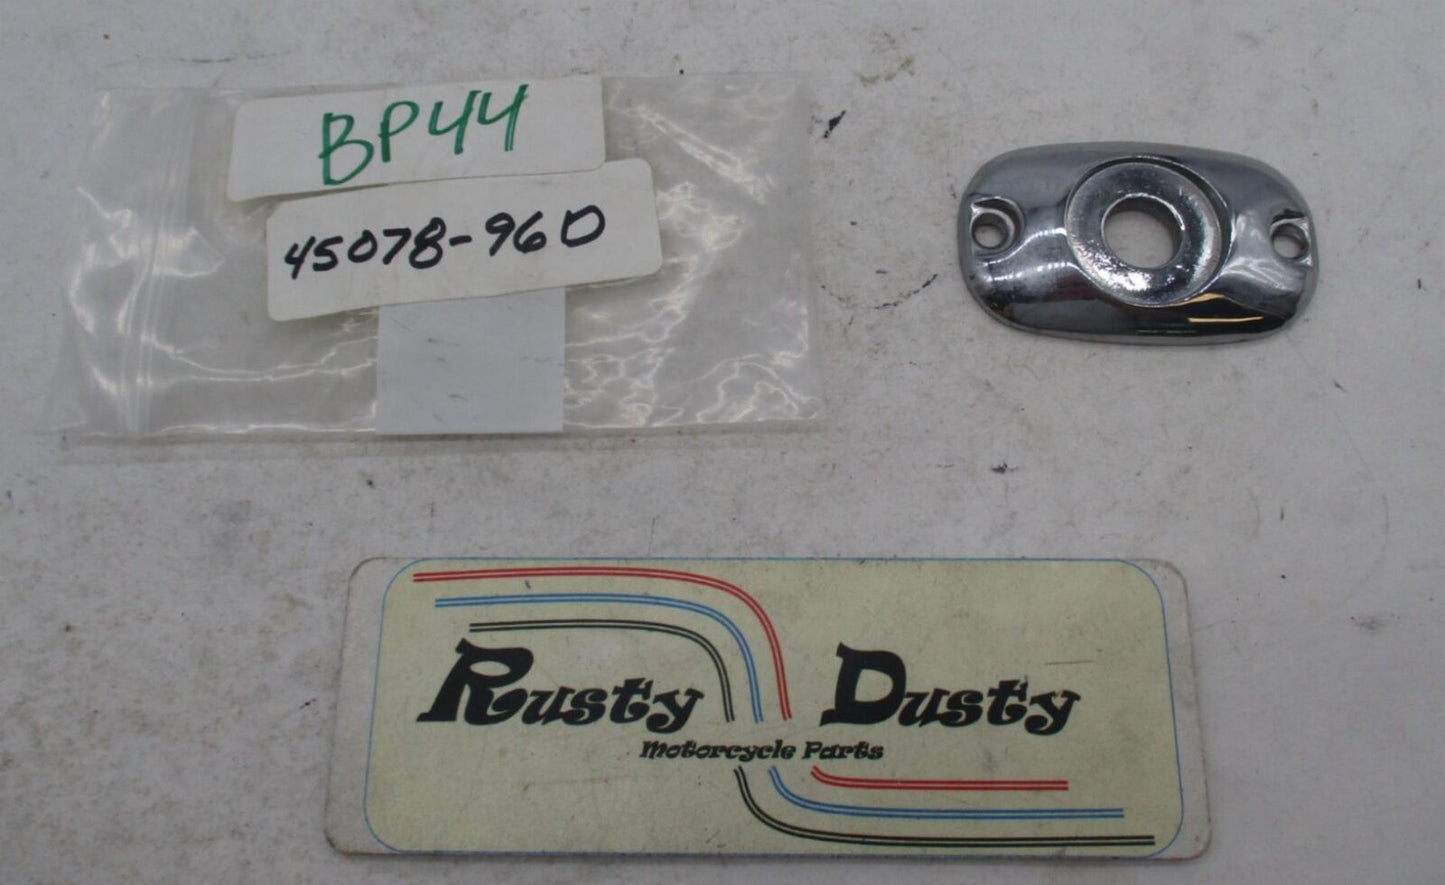 BP44
45078-96D
Rusty Dusty
Motorcycle Parts